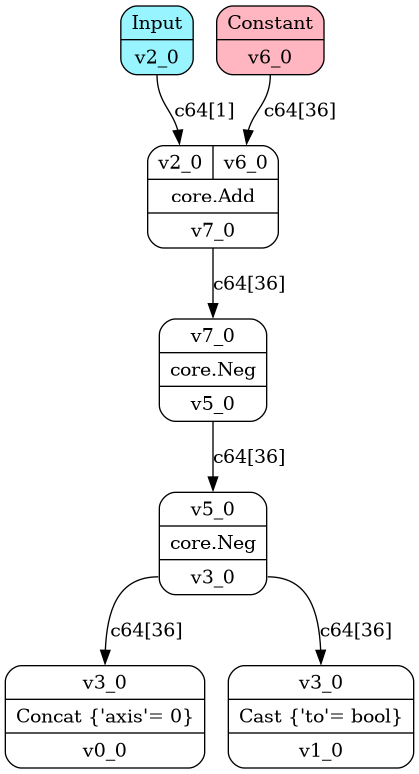 Input
v2_0
Constant
v6_0
c64[1]
c64[36]
v2_0
v6_0
core.Add
v7_0
c64[36]
v7_0
core.Neg
v5_0
c64[36]
v5_0
core.Neg
v3_0
c64[36]
c64[36]
v3_0
Concat {'axis'= 0}
v0_0
v3_0
Cast {'to'= bool}
v1_0